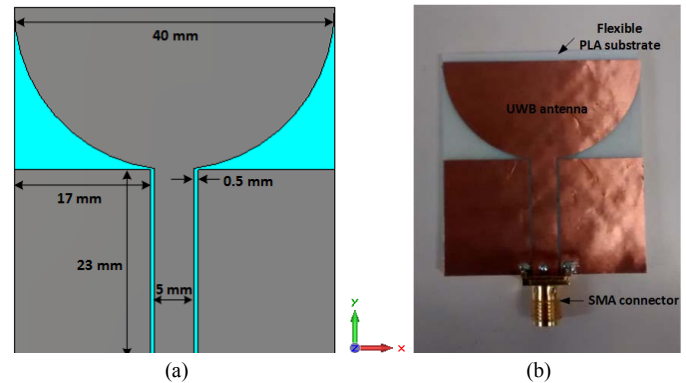 40 mm
17 mm
0.5 mm
23 mm
5 mm
Y
X
(a)
Flexible
PLA substrate
UWB antenna
SMA connector
(b)